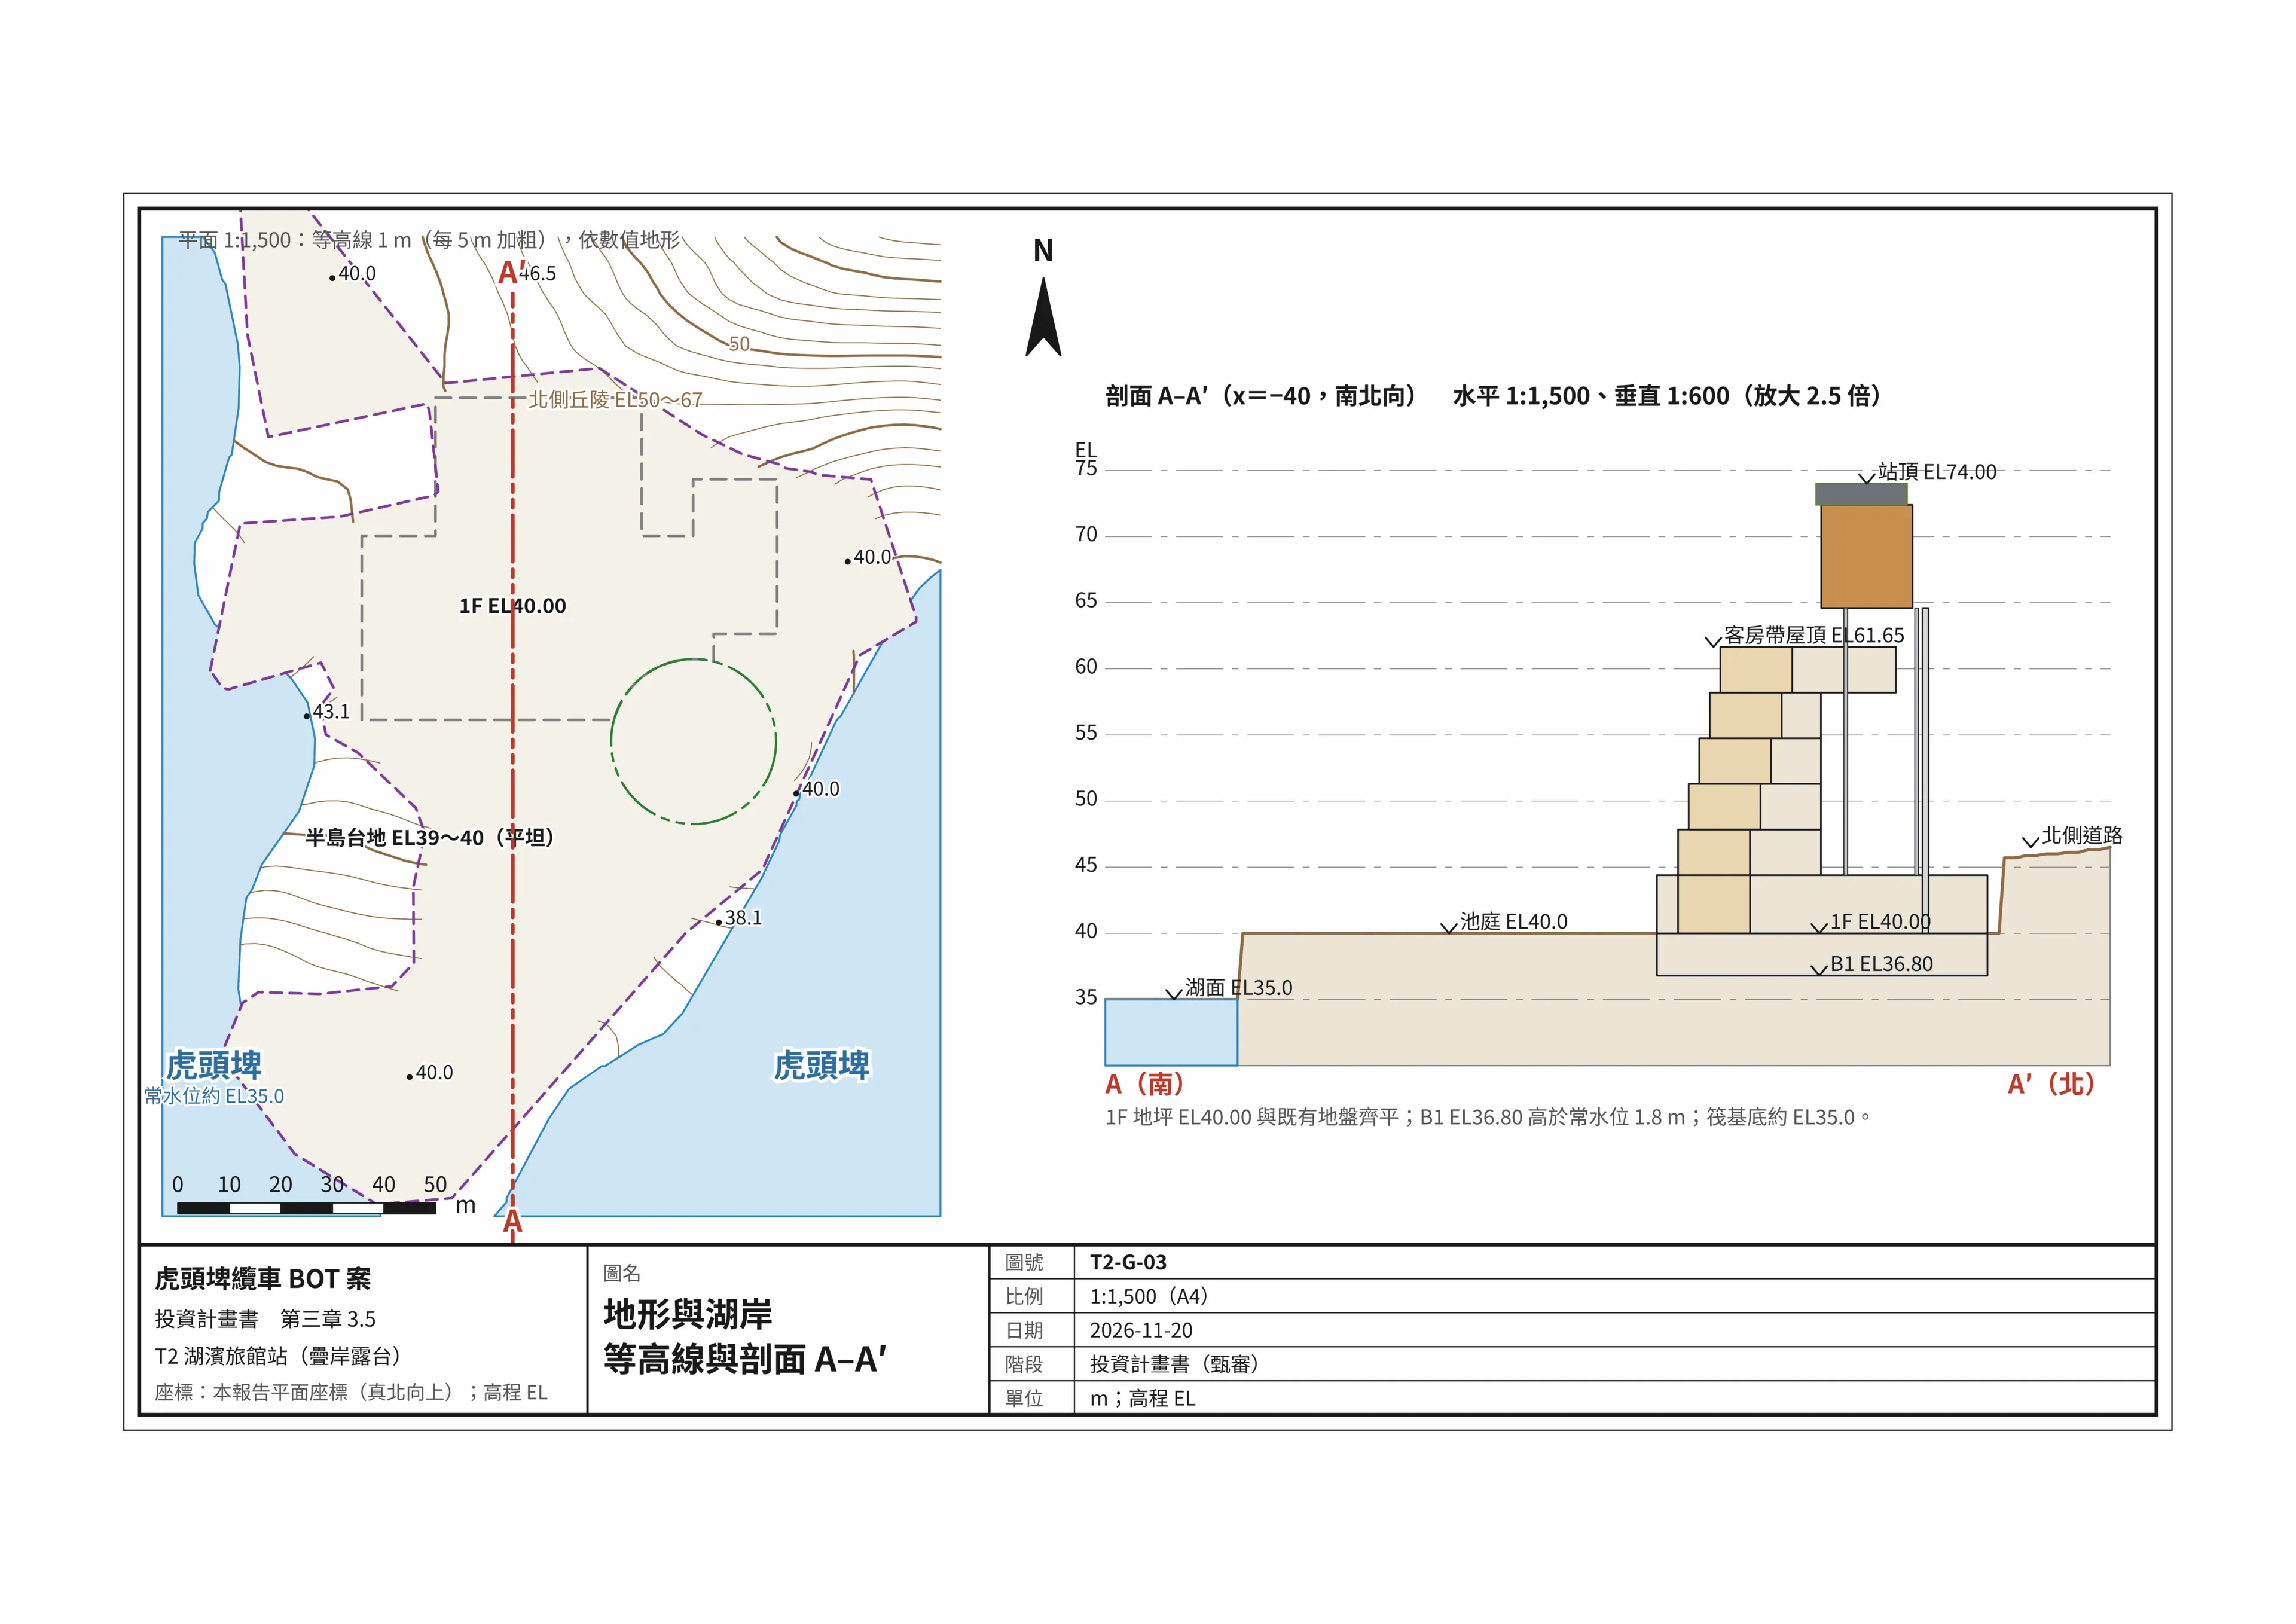 平面 1:1,500：等高線 1 m（每 5 m 加粗），依數值地形
40.0
A′
46.5
50
北側丘陵 EL50～67
40.0
1F EL40.00
43.1
40.0
半島台地 EL39～40（平坦）
38.1
40.0
虎頭埤
常水位約 EL35.0
虎頭埤
0 10 20 30 40 50 m
A
N
剖面 A–A′（x＝−40，南北向） 水平 1:1,500、垂直 1:600（放大 2.5 倍）
EL
75
站頂 EL74.00
70
65
客房帶屋頂 EL61.65
60
55
50
北側道路
45
池庭 EL40.0
1F EL40.00
40
B1 EL36.80
湖面 EL35.0
35
A（南）
A′（北）
1F 地坪 EL40.00 與既有地盤齊平；B1 EL36.80 高於常水位 1.8 m；筏基底約 EL35.0。
虎頭埤纜車 BOT 案
投資計畫書 第三章 3.5
T2 湖濱旅館站（疊岸露台）
座標：本報告平面座標（真北向上）；高程 EL
圖名
地形與湖岸
等高線與剖面 A–A′
圖號 T2-G-03
比例 1:1,500（A4）
日期 2026-11-20
階段 投資計畫書（甄審）
單位 m；高程 EL